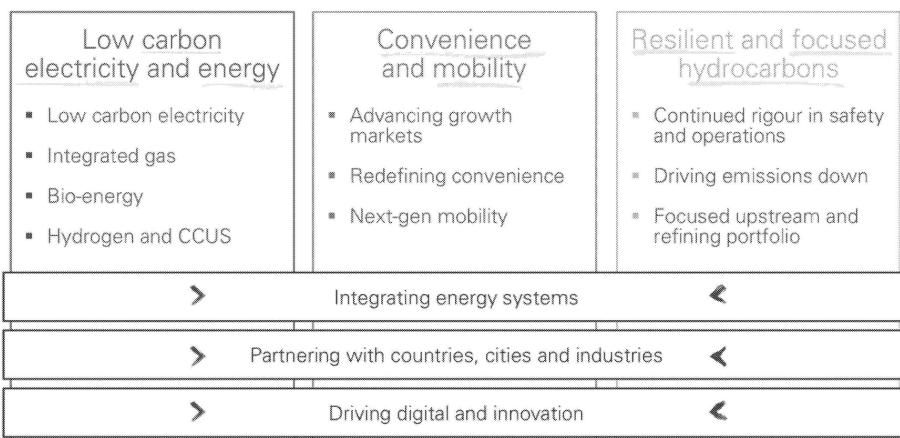 Low carbon
electricity and energy
▪ Low carbon electricity
▪ Integrated gas
▪ Bio-energy
▪ Hydrogen and CCUS
Convenience
and mobility
▪ Advancing growth
markets
▪ Redefining convenience
▪ Next-gen mobility
Resilient and focused
hydrocarbons
▪ Continued rigour in safety
and operations
▪ Driving emissions down
▪ Focused upstream and
refining portfolio
Integrating energy systems
Partnering with countries, cities and industries
Driving digital and innovation